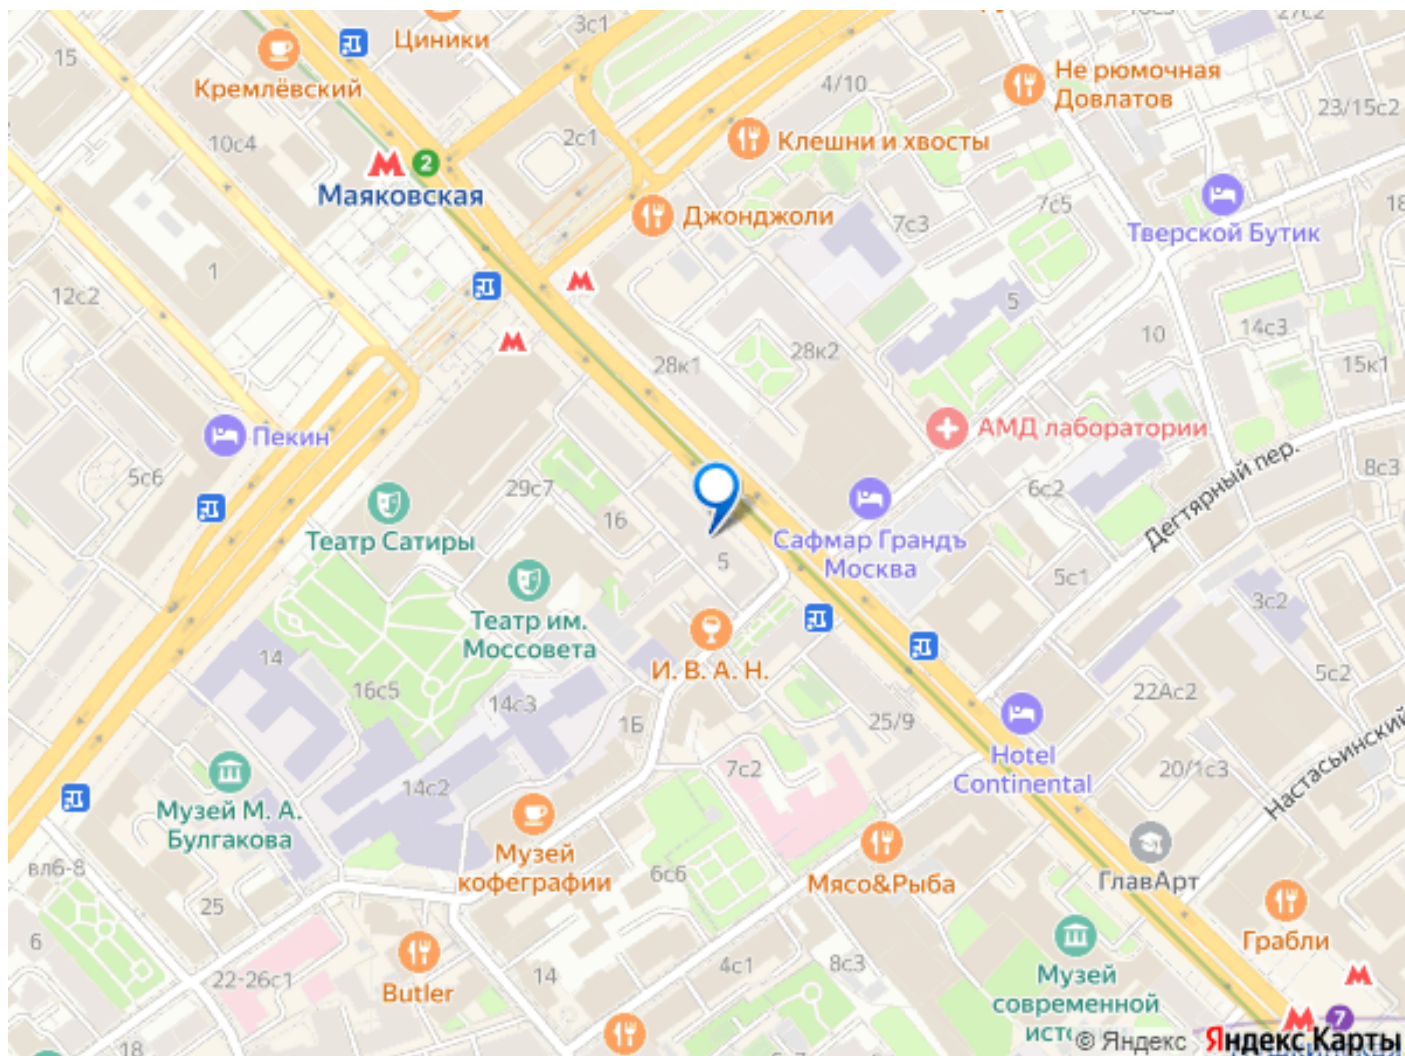 Циники
3с1
27с2
15
Кремлёвский
4/10
Не рюмочная
Довлатов
23/15с2
10с4
2с1
Клешни и хвосты
2
Маяковская
Джонджоли
7с3
7с5
Тверской Бутик
18
1
12с2
5
14с3
10
28к1
28к2
15к1
Пекин
АМД лаборатории
Дегтярный пер.
8с3
5с6
29с7
6с2
16
Театр Сатиры
Сафмар Грандъ
Москва
5
5с1
3с2
Театр им.
Моссовета
14
И. В. А. Н.
5с2
16с5
14с3
22Ас2
1Б
25/9
Hotel
Continental
Настасьинский
7с2
20/1с3
14с2
Музей М. А.
Булгакова
Музей
кофеграфии
вл6-8
6с6
Мясо&Рыба
ГлавАрт
25
6
Грабли
22-26с1
14
4с1
8с3
Butler
Музей
современной
7
© Яндекс
Яндекс Карты
18